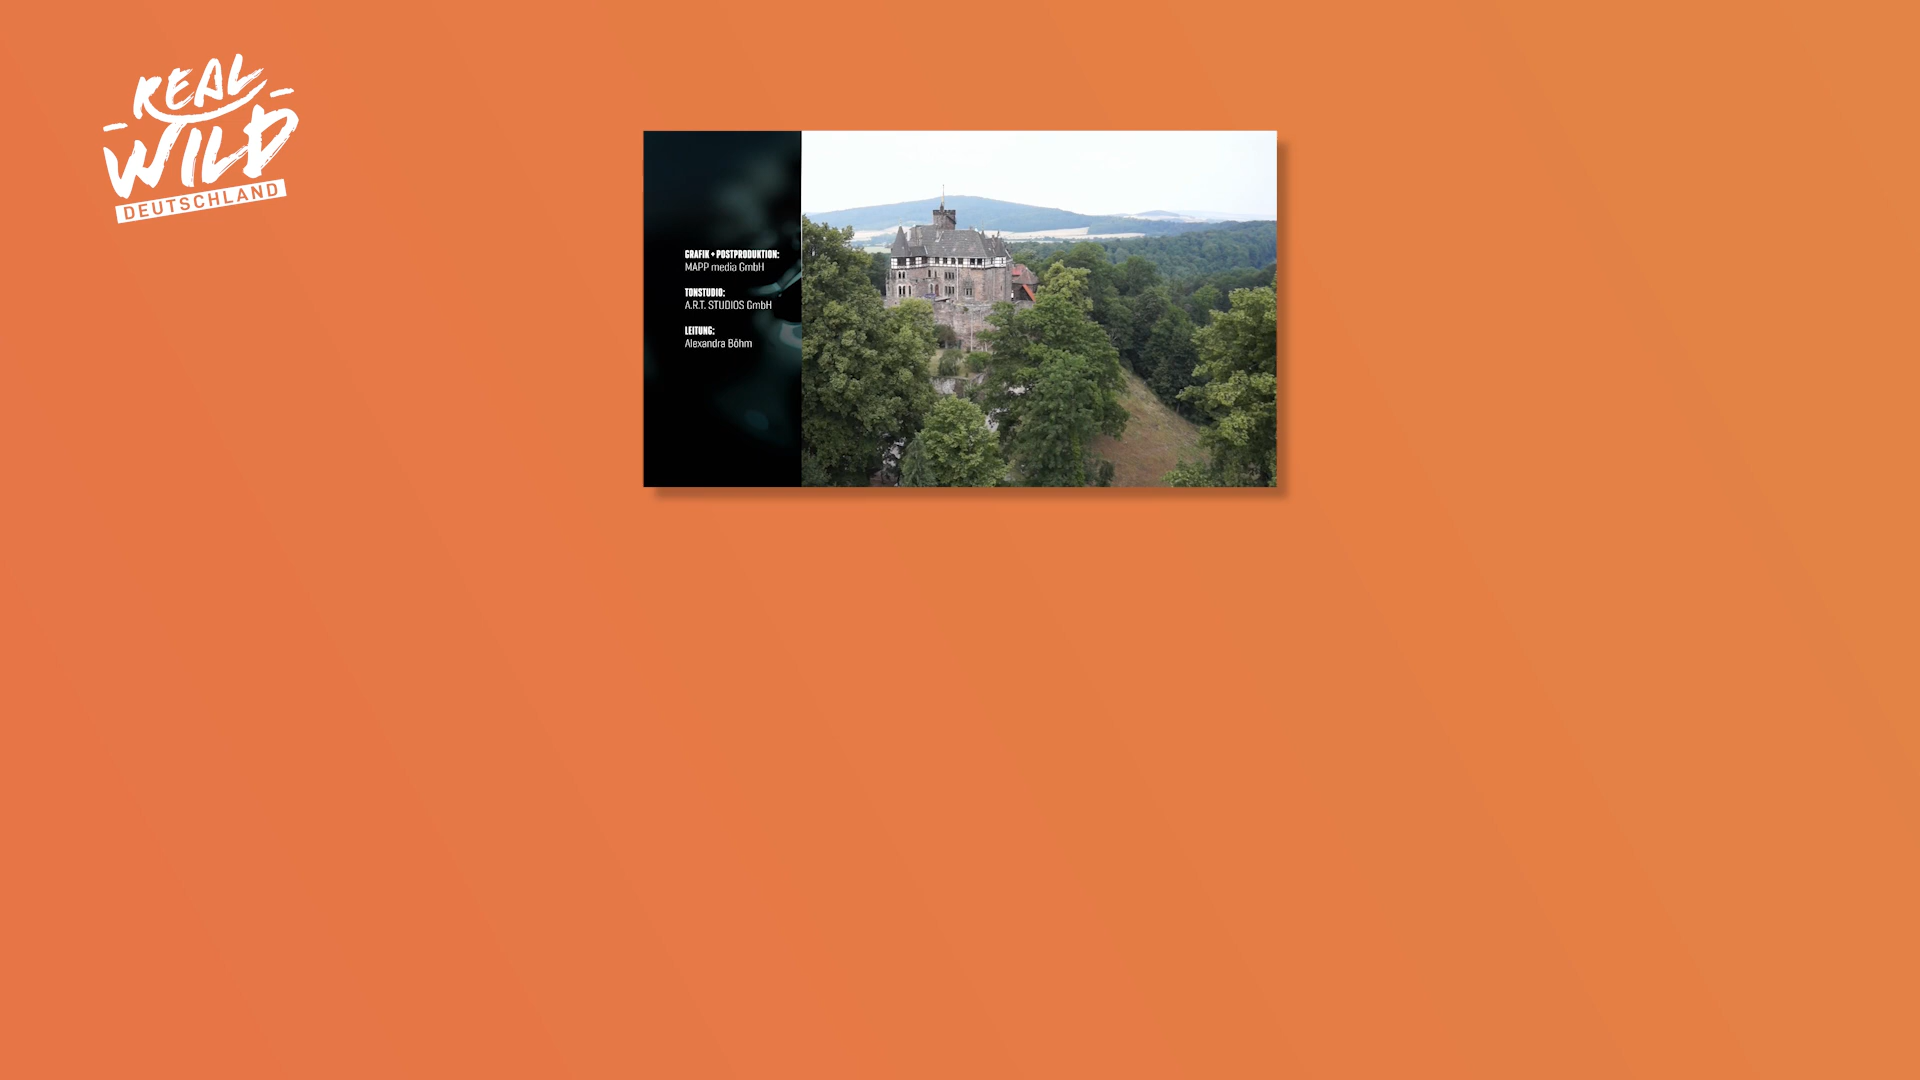 REAL
WILD
DEUTSCHLAND
GRAFIK + POSTPRODUKTION:
MAPP media GmbH
TONSTUDIO:
A.R.T. STUDIOS GmbH
LEITUNG:
Alexandra Böhm